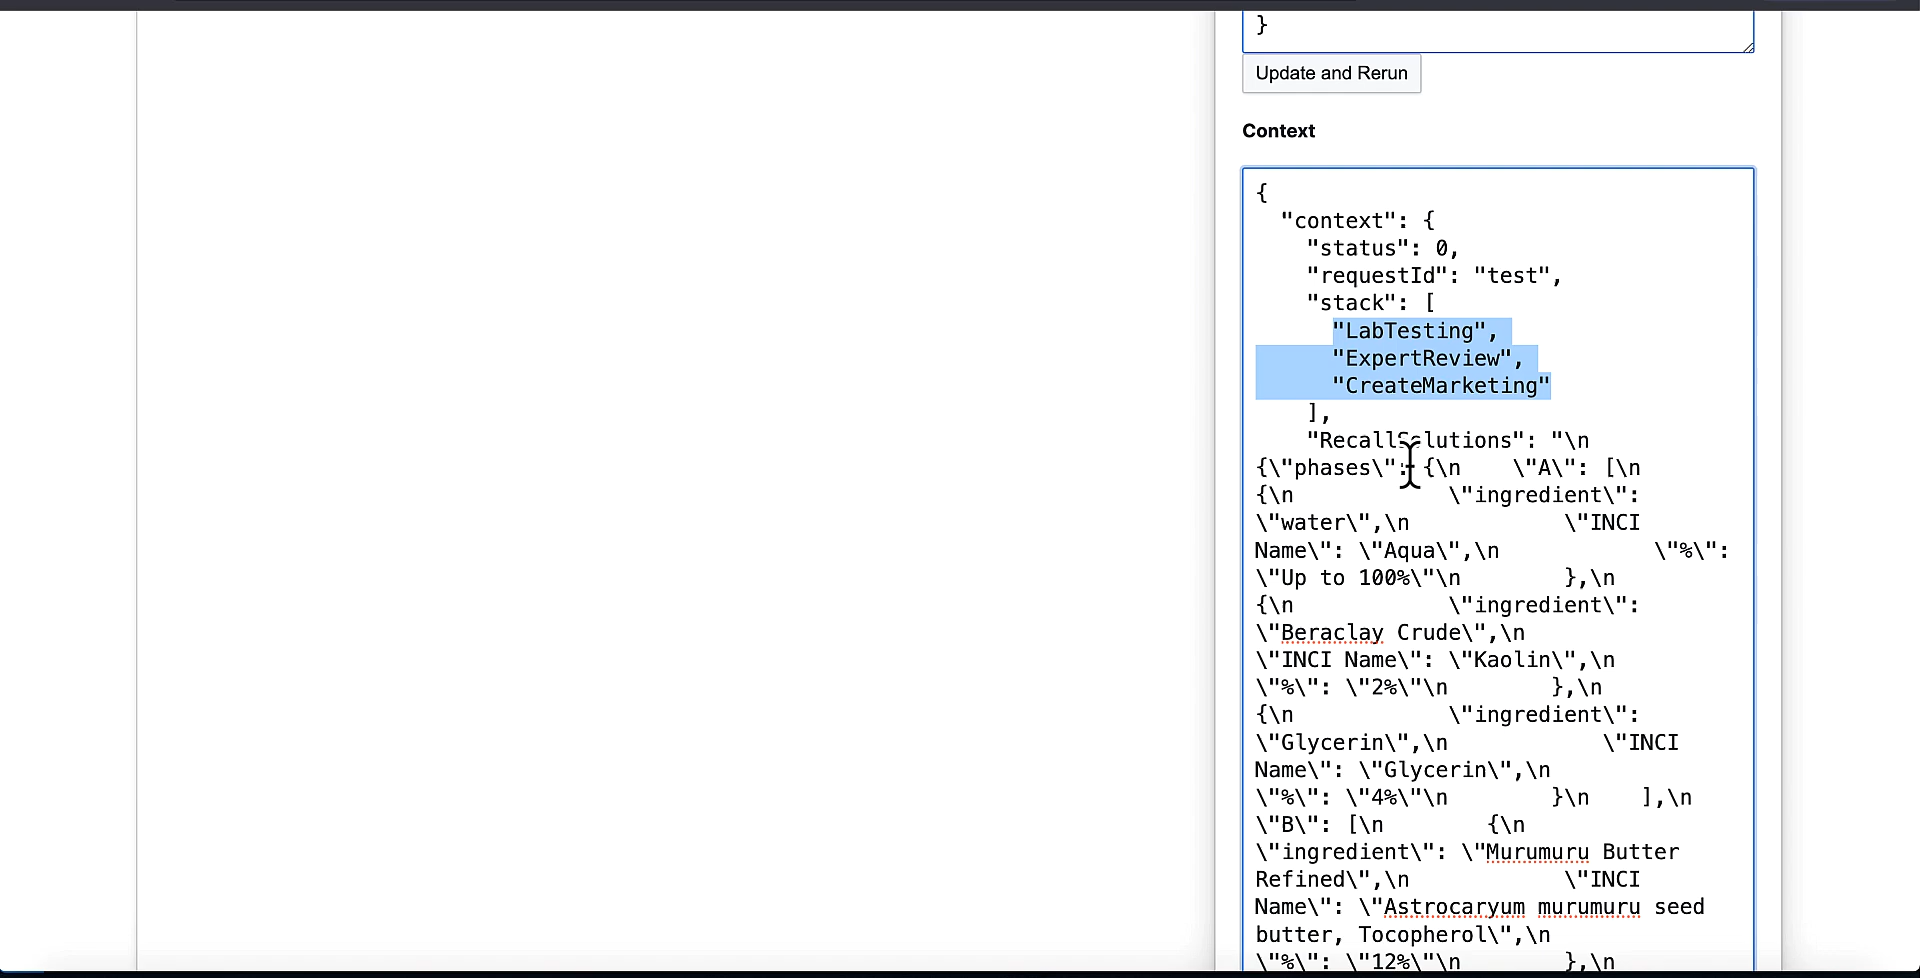 }
Update and Rerun
Context
{
  "context": {
    "status": 0,
    "requestId": "test",
    "stack": [
      "LabTesting",
      "ExpertReview",
      "CreateMarketing"
    ],
    "RecallSolutions": "\n
{\"phases\": {\n    \"A\": [\n
{\n            \"ingredient\":
\"water\",\n            \"INCI
Name\": \"Aqua\",\n            \"%\":
\"Up to 100%\"\n        },\n
{\n            \"ingredient\":
\"Beraclay Crude\",\n
\"INCI Name\": \"Kaolin\",\n
\"%\": \"2%\"\n        },\n
{\n            \"ingredient\":
\"Glycerin\",\n            \"INCI
Name\": \"Glycerin\",\n
\"%\": \"4%\"\n        }\n    ],\n
\"B\": [\n        {\n
\"ingredient\": \"Murumuru Butter
Refined\",\n            \"INCI
Name\": \"Astrocaryum murumuru seed
butter, Tocopherol\",\n
\"%\": \"12%\"\n        },\n